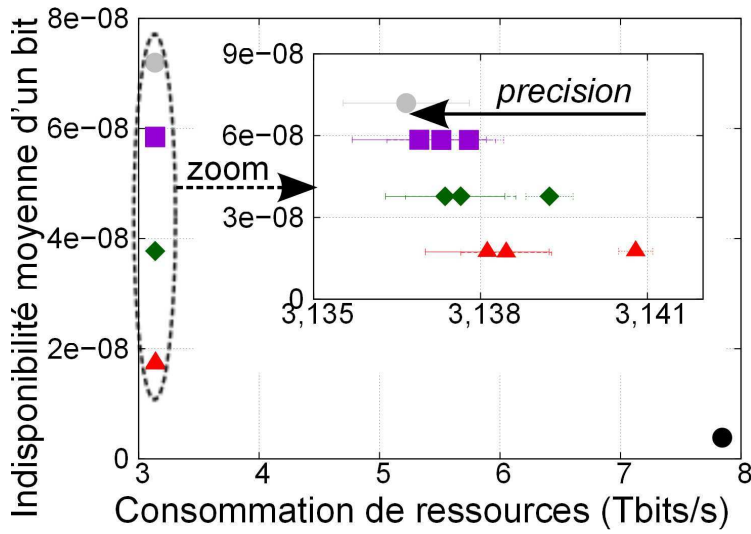 Indisponibilité moyenne d'un bit
8e−08
6e−08
4e−08
2e−08
0
3
4
5
6
7
8
Consommation de ressources (Tbits/s)
zoom
9e−08
6e−08
3e−08
0
3,135
3,138
3,141
precision